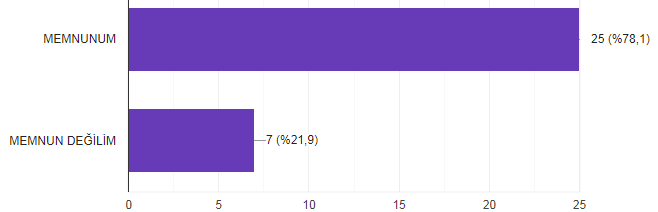 MEMNUNUM
25 (%78,1)
MEMNUN DEĞİLİM
7 (%21,9)
0 5 10 15 20 25